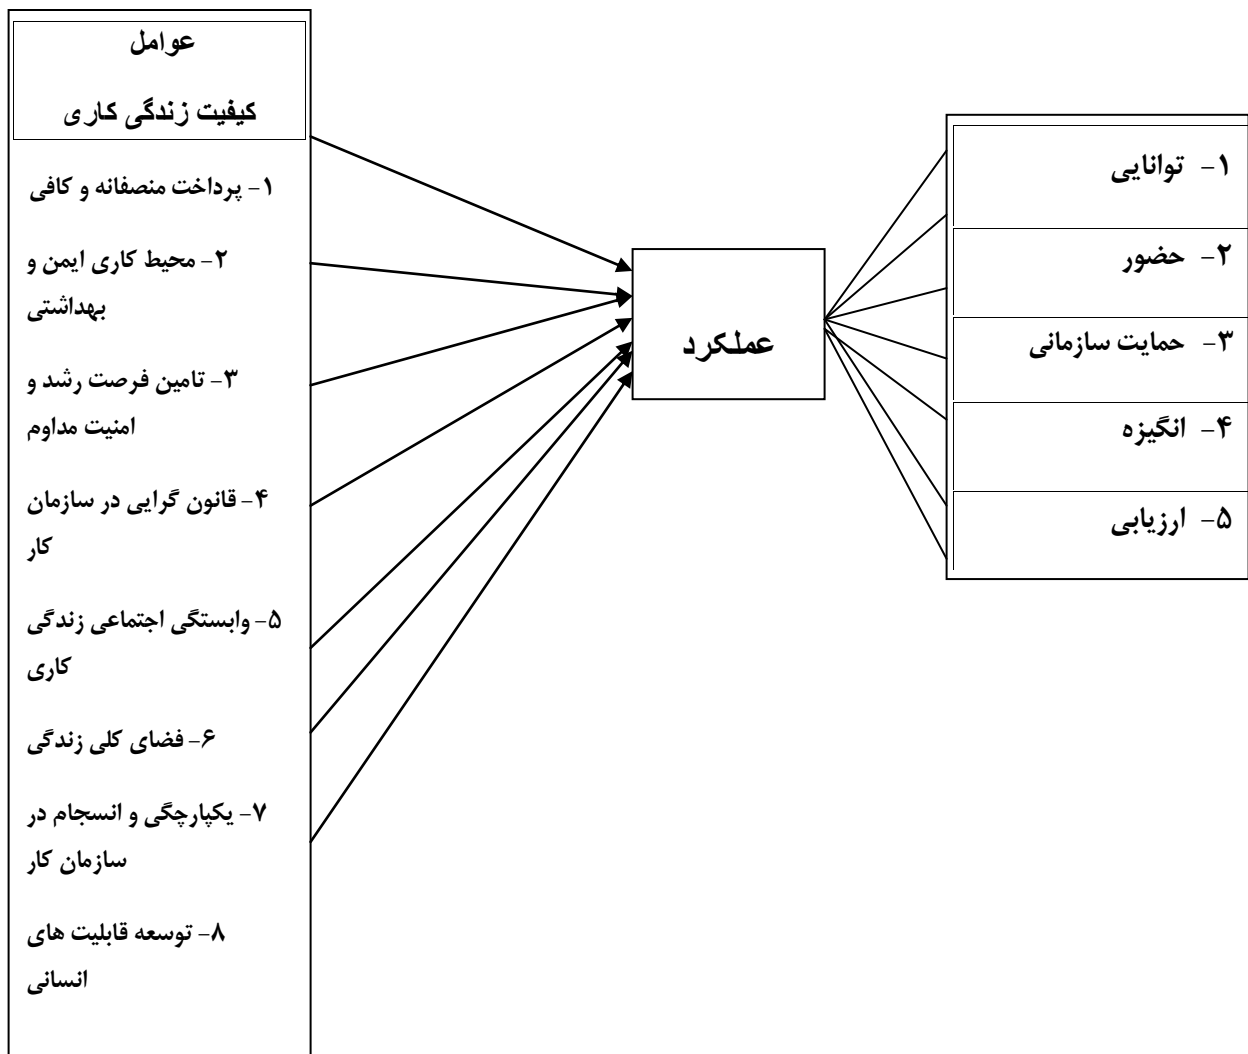 عوامل
کیفیت زندگی کاری
۱- پرداخت منصفانه و کافی
۲- محیط کاری ایمن و
بهداشتی
۳- تامین فرصت رشد و
امنیت مداوم
۴- قانون گرایی در سازمان
کار
۵- وابستگی اجتماعی زندگی
کاری
۶- فضای کلی زندگی
۷- یکپارچگی و انسجام در
سازمان کار
۸- توسعه قابلیت های
انسانی
عملکرد
۱- توانایی
۲- حضور
۳- حمایت سازمانی
۴- انگیزه
۵- ارزیابی